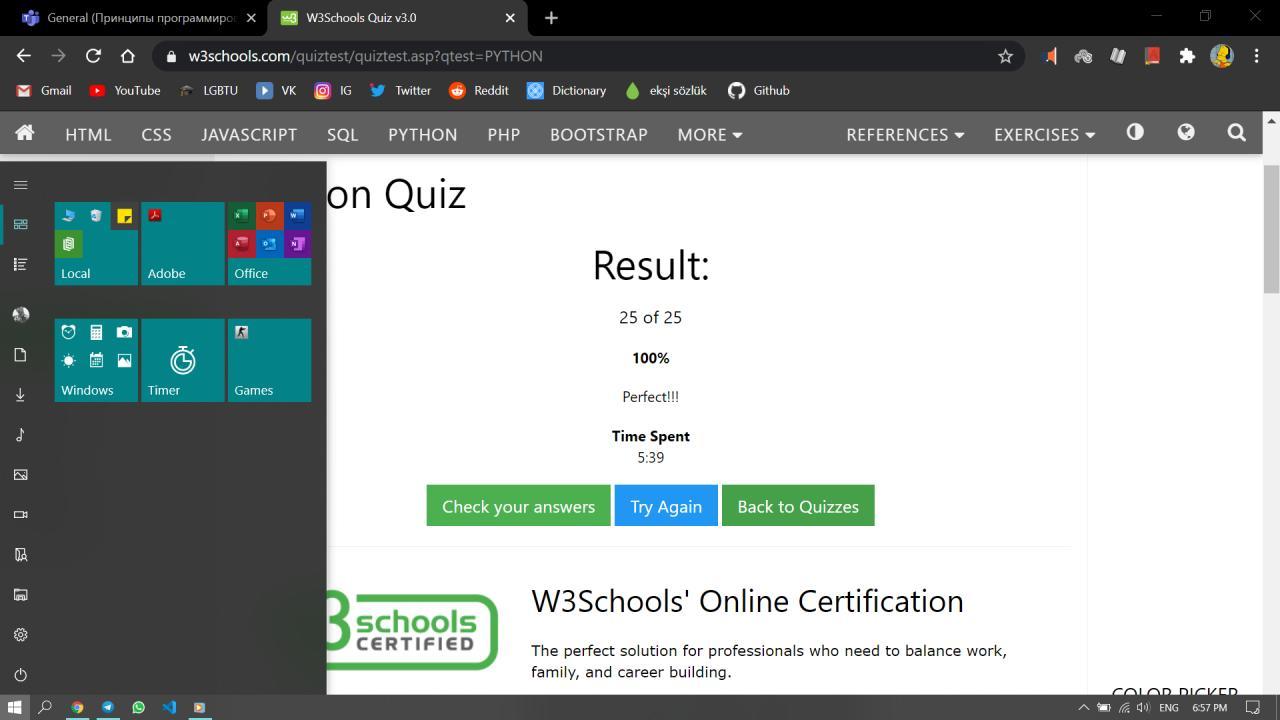 General (Принципы программиро
W3Schools Quiz v3.0
w3schools.com/quiztest/quiztest.asp?qtest=PYTHON
Gmail
YouTube
LGBTU
VK
IG
Twitter
Reddit
Dictionary
ekşi sözlük
Github
HTML
CSS
JAVASCRIPT
SQL
PYTHON
PHP
BOOTSTRAP
MORE
REFERENCES
EXERCISES
on Quiz
Local
Adobe
Office
Windows
Timer
Games
Result:
25 of 25
100%
Perfect!!!
Time Spent
5:39
Check your answers
Try Again
Back to Quizzes
3
schools
CERTIFIED
W3Schools' Online Certification
The perfect solution for professionals who need to balance work,
family, and career building.
COLOR PICKER
ENG
6:57 PM